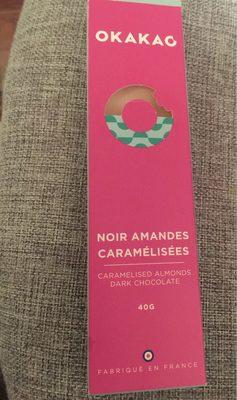 OKAKAO
NOIR AMANDES
CARAMÉLISÉES
CARAMELISED ALMONDS
DARK CHOCOLATE
40G
FABRIQUÉ EN FRANCE